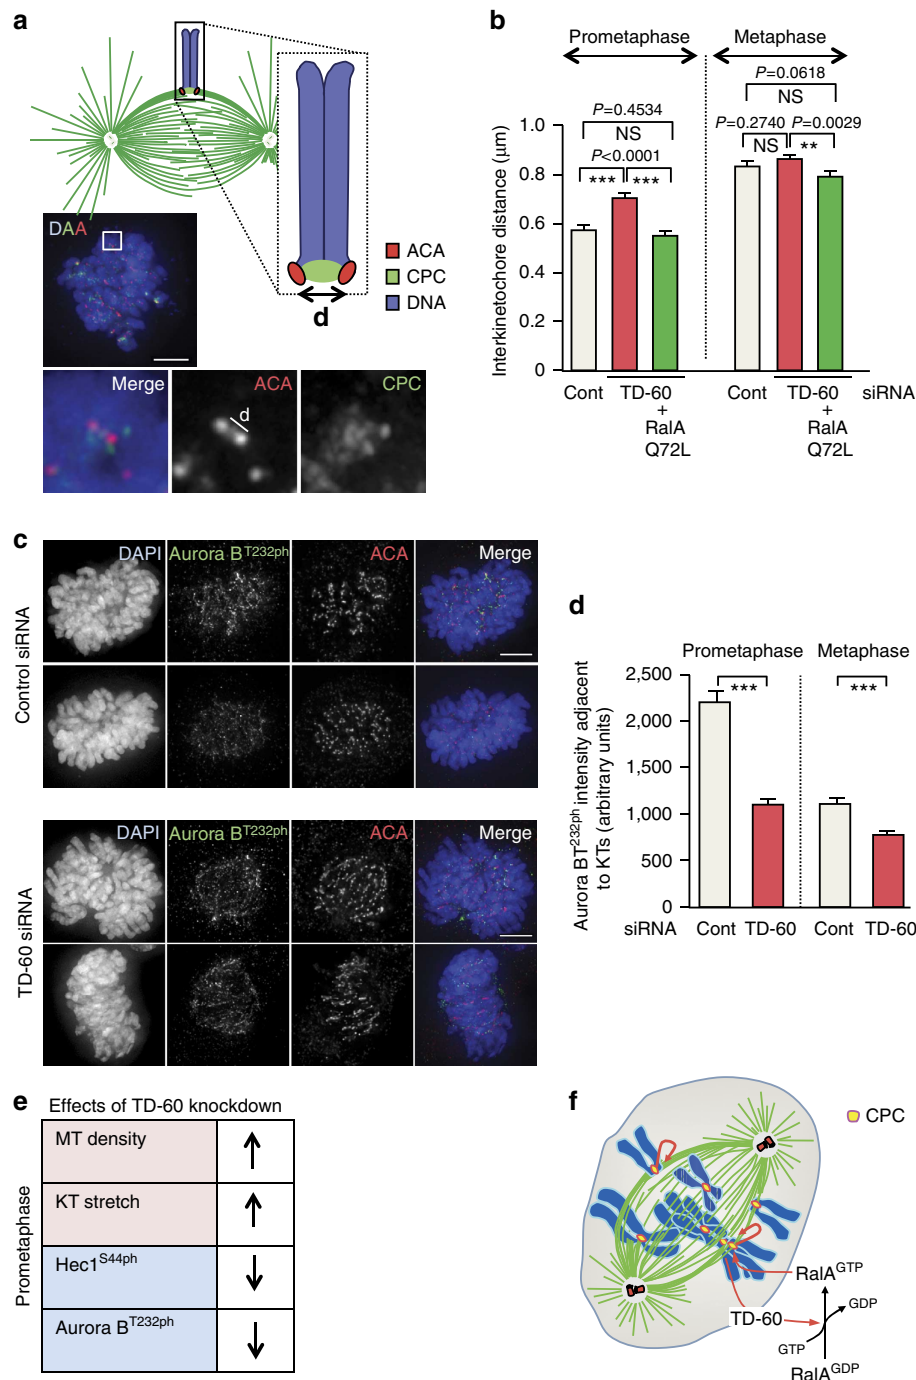 a
DAA
ACA
CPC
DNA
d
Merge
ACA
d
CPC
b
Prometaphase
Metaphase
P=0.4534
NS
P<0.0001
***
***
P=0.0618
NS
P=0.2740
P=0.0029
NS
**
Interkinetochore distance (µm)
1.0
0.8
0.6
0.4
0.2
0
Cont
TD-60
TD-60
+
RalA
Q72L
Cont
TD-60
+
RalA
Q72L
siRNA
c
Control siRNA
DAPI
Aurora B^T232ph
ACA
Merge
TD-60 siRNA
DAPI
Aurora B^T232ph
ACA
Merge
d
Prometaphase
Metaphase
***
***
Aurora BT^232ph intensity adjacent
to KTs (arbitrary units)
2,500
2,000
1,500
1,000
500
0
siRNA
Cont
TD-60
Cont
TD-60
e
Effects of TD-60 knockdown
Prometaphase
MT density
↑
KT stretch
↑
Hec1^S44ph
↓
Aurora B^T232ph
↓
f
CPC
RalA^GTP
TD-60
GDP
GTP
RalA^GDP